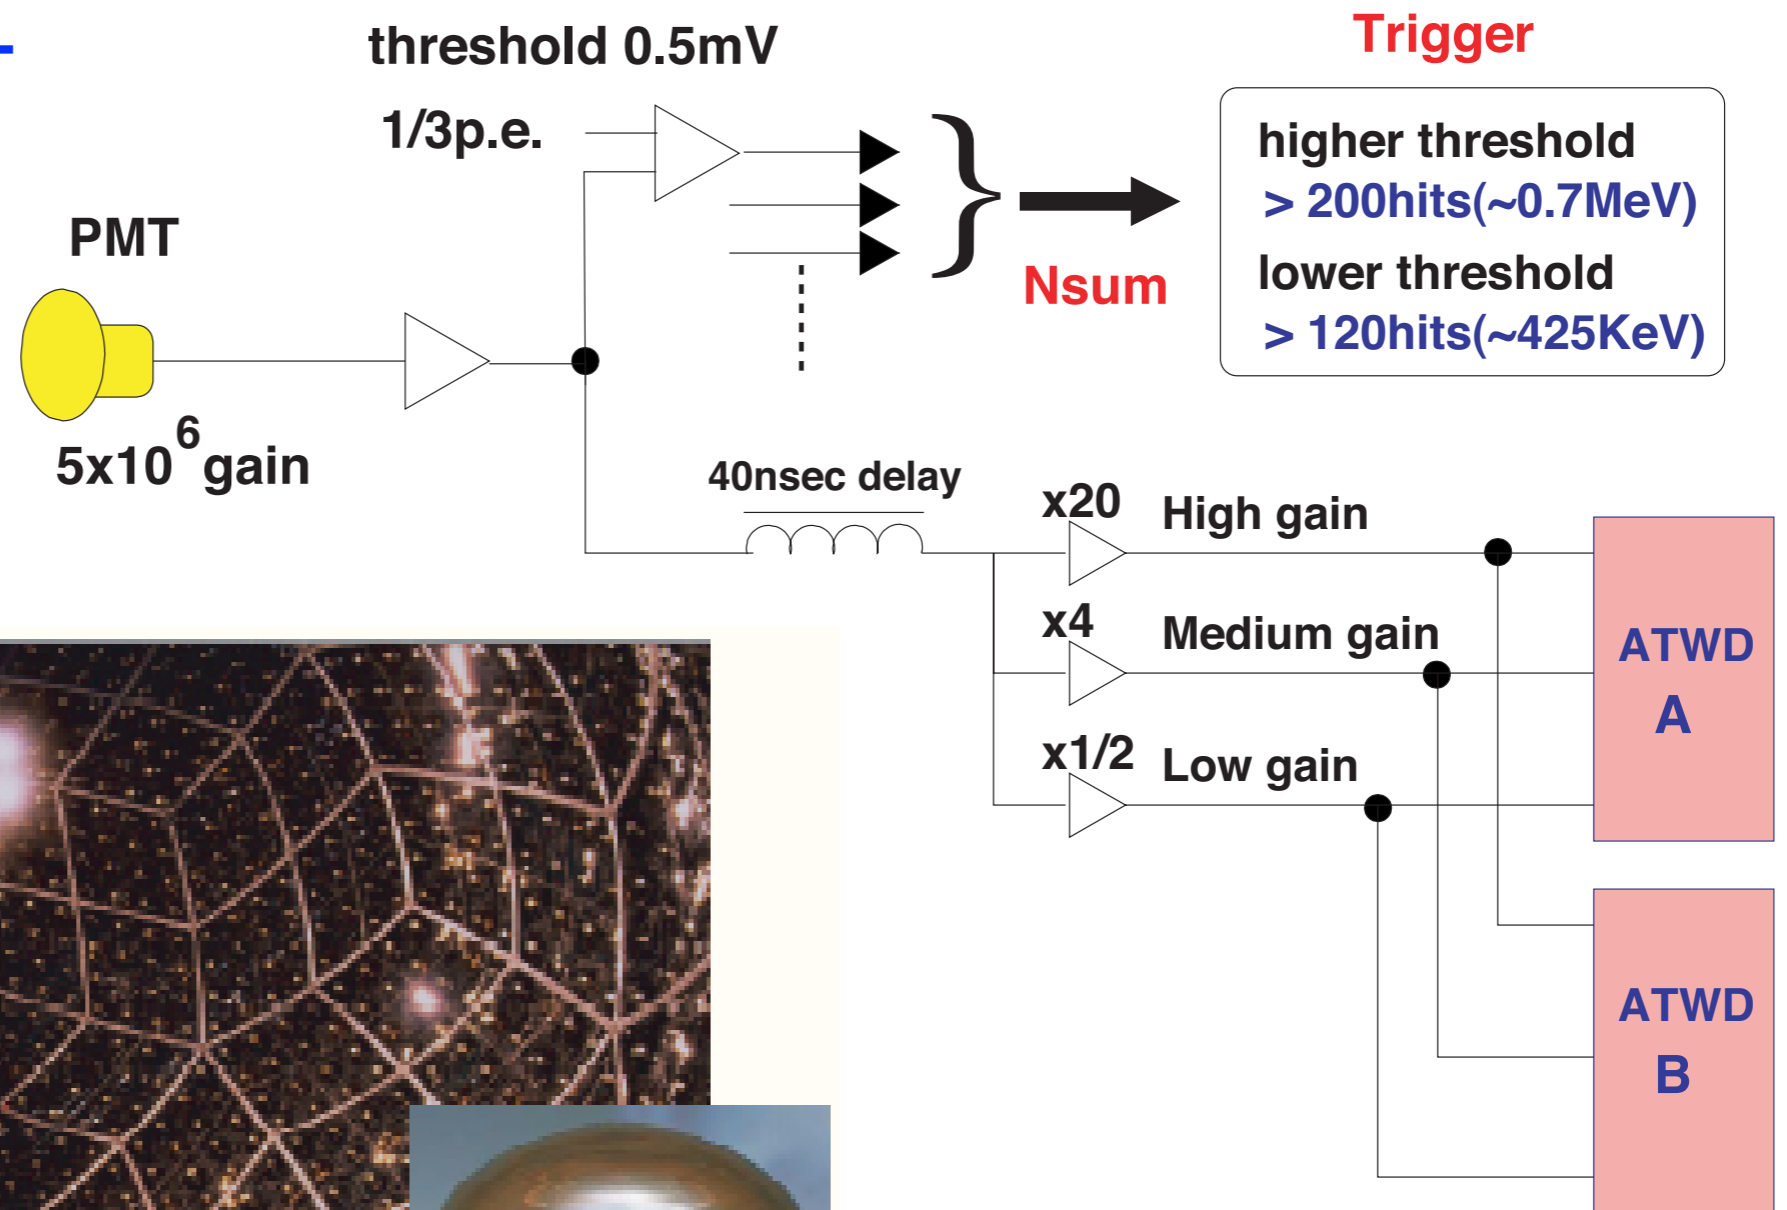 threshold 0.5mV
1/3p.e.
PMT
5x10^6 gain
Nsum
Trigger
higher threshold
> 200hits(~0.7MeV)
lower threshold
> 120hits(~425KeV)
40nsec delay
x20 High gain
x4 Medium gain
x1/2 Low gain
ATWD
A
ATWD
B